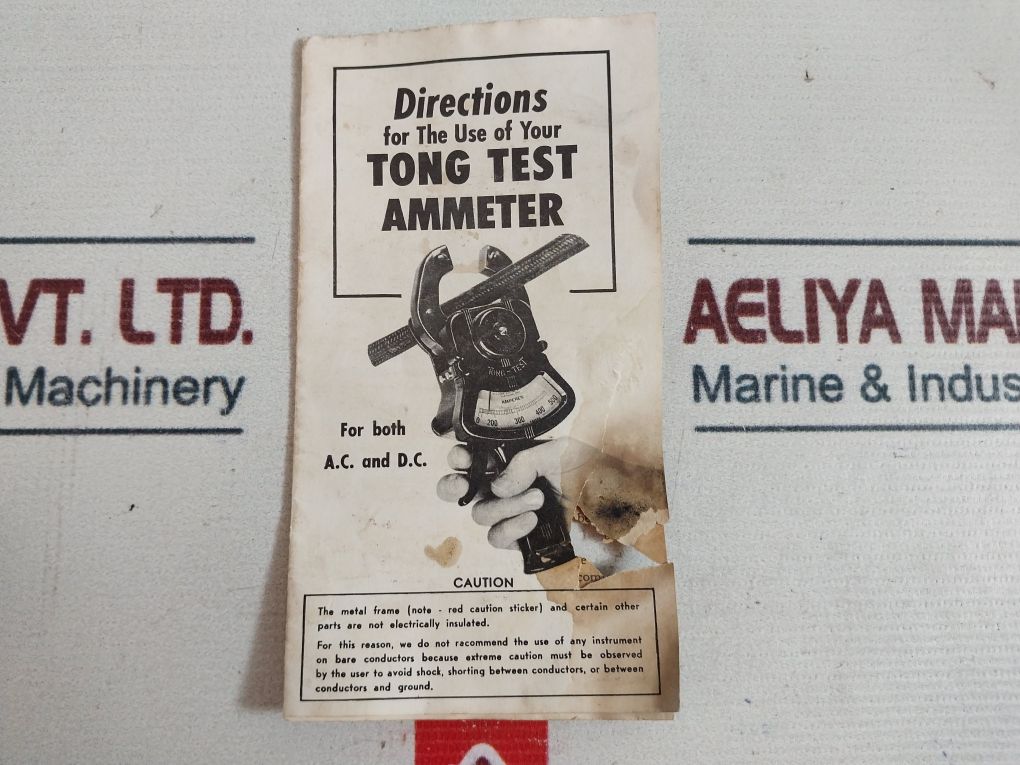 Directions
for The Use of Your
TONG TEST
AMMETER
TONG-TEST
AMPERES
0 200 300 400 500
For both
A.C. and D.C.
com
CAUTION
The metal frame (note - red caution sticker) and certain other
parts are not electrically insulated.
For this reason, we do not racommend the use of any instrument
on bare conductors because extreme caution must be observed
by the user to avoid shock, shorting between conductors, or between
conductors and ground.
VT. LTD.
Machinery
AELIYA MA
Marine & Indus